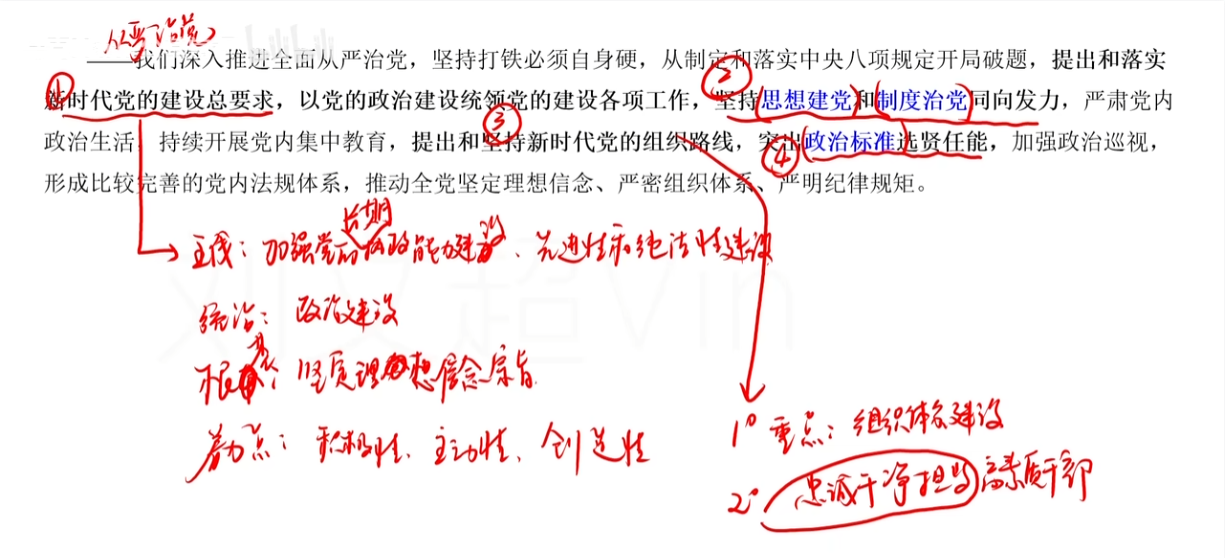 从严治党
——我们深入推进全面从严治党，坚持打铁必须自身硬，从制定和落实中央八项规定开局破题，提出和落实
①
新时代党的建设总要求，以党的政治建设统领党的建设各项工作，②坚持思想建党和制度治党同向发力，严肃党内
政治生活，持续开展党内集中教育，③提出和坚持新时代党的组织路线，突出④政治标准选贤任能，加强政治巡视，
形成比较完善的党内法规体系，推动全党坚定理想信念、严密组织体系、严明纪律规矩。
主线：加强党的长期执政能力建设、先进性和纯洁性建设
统治：政治建设
根基：坚定理想信念宗旨
着力点：积极性、主动性、创造性
1° 重点：组织体系建设
2° 忠诚干净担当高素质干部